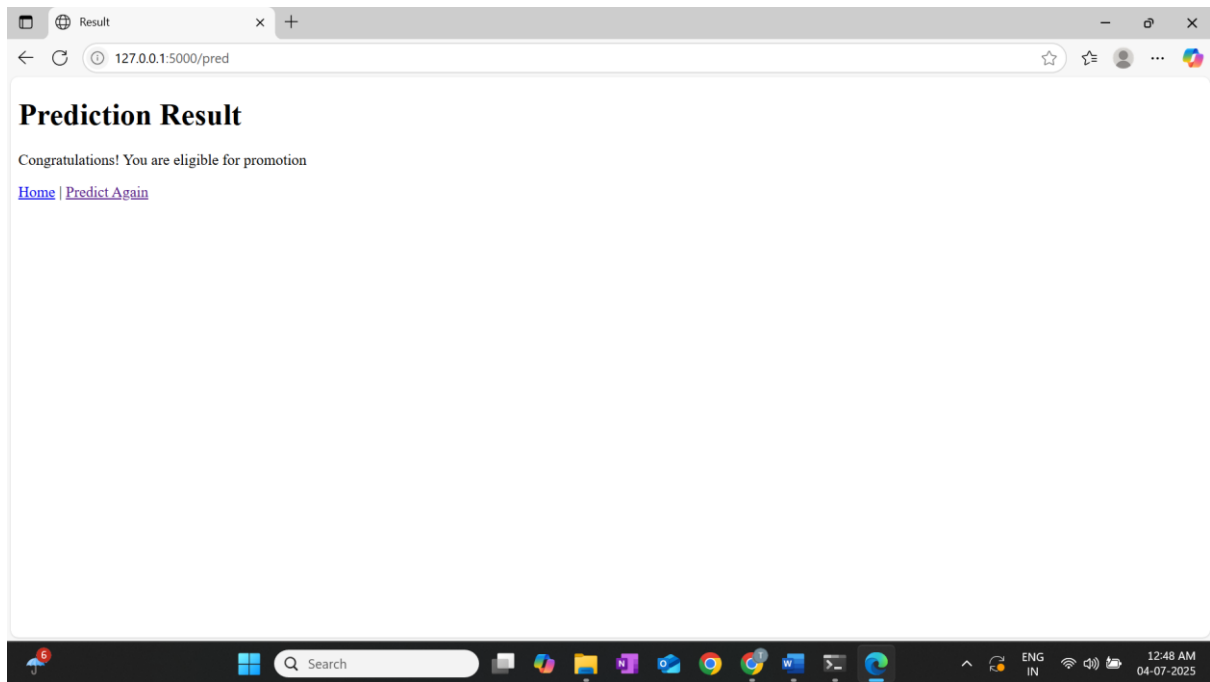 Result
127.0.0.1:5000/pred
Prediction Result
Congratulations! You are eligible for promotion
Home | Predict Again
6
Search
ENG
IN
12:48 AM
04-07-2025